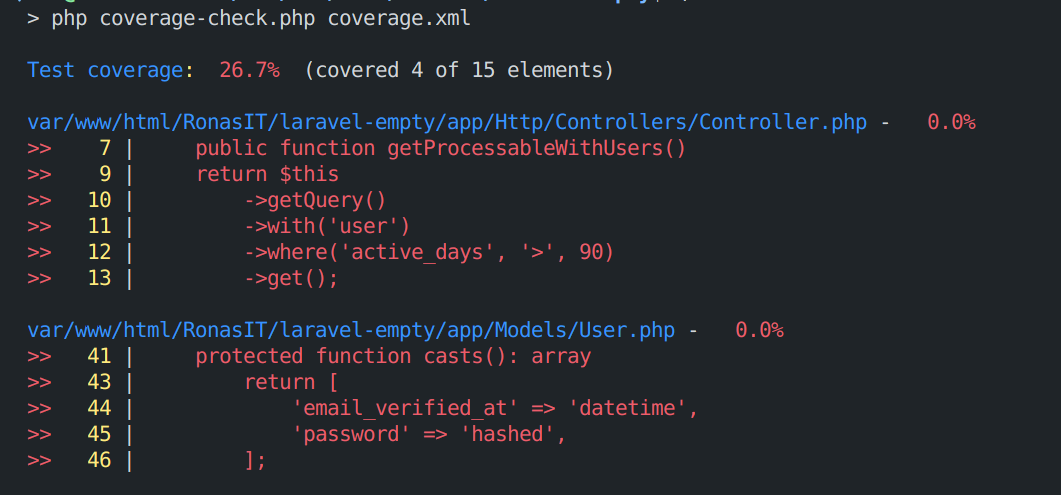 > php coverage-check.php coverage.xml
Test coverage:  26.7%  (covered 4 of 15 elements)
var/www/html/RonasIT/laravel-empty/app/Http/Controllers/Controller.php -   0.0%
>>    7 |     public function getProcessableWithUsers()
>>    9 |     return $this
>>   10 |         ->getQuery()
>>   11 |         ->with('user')
>>   12 |         ->where('active_days', '>', 90)
>>   13 |         ->get();
var/www/html/RonasIT/laravel-empty/app/Models/User.php -   0.0%
>>   41 |     protected function casts(): array
>>   43 |         return [
>>   44 |             'email_verified_at' => 'datetime',
>>   45 |             'password' => 'hashed',
>>   46 |         ];